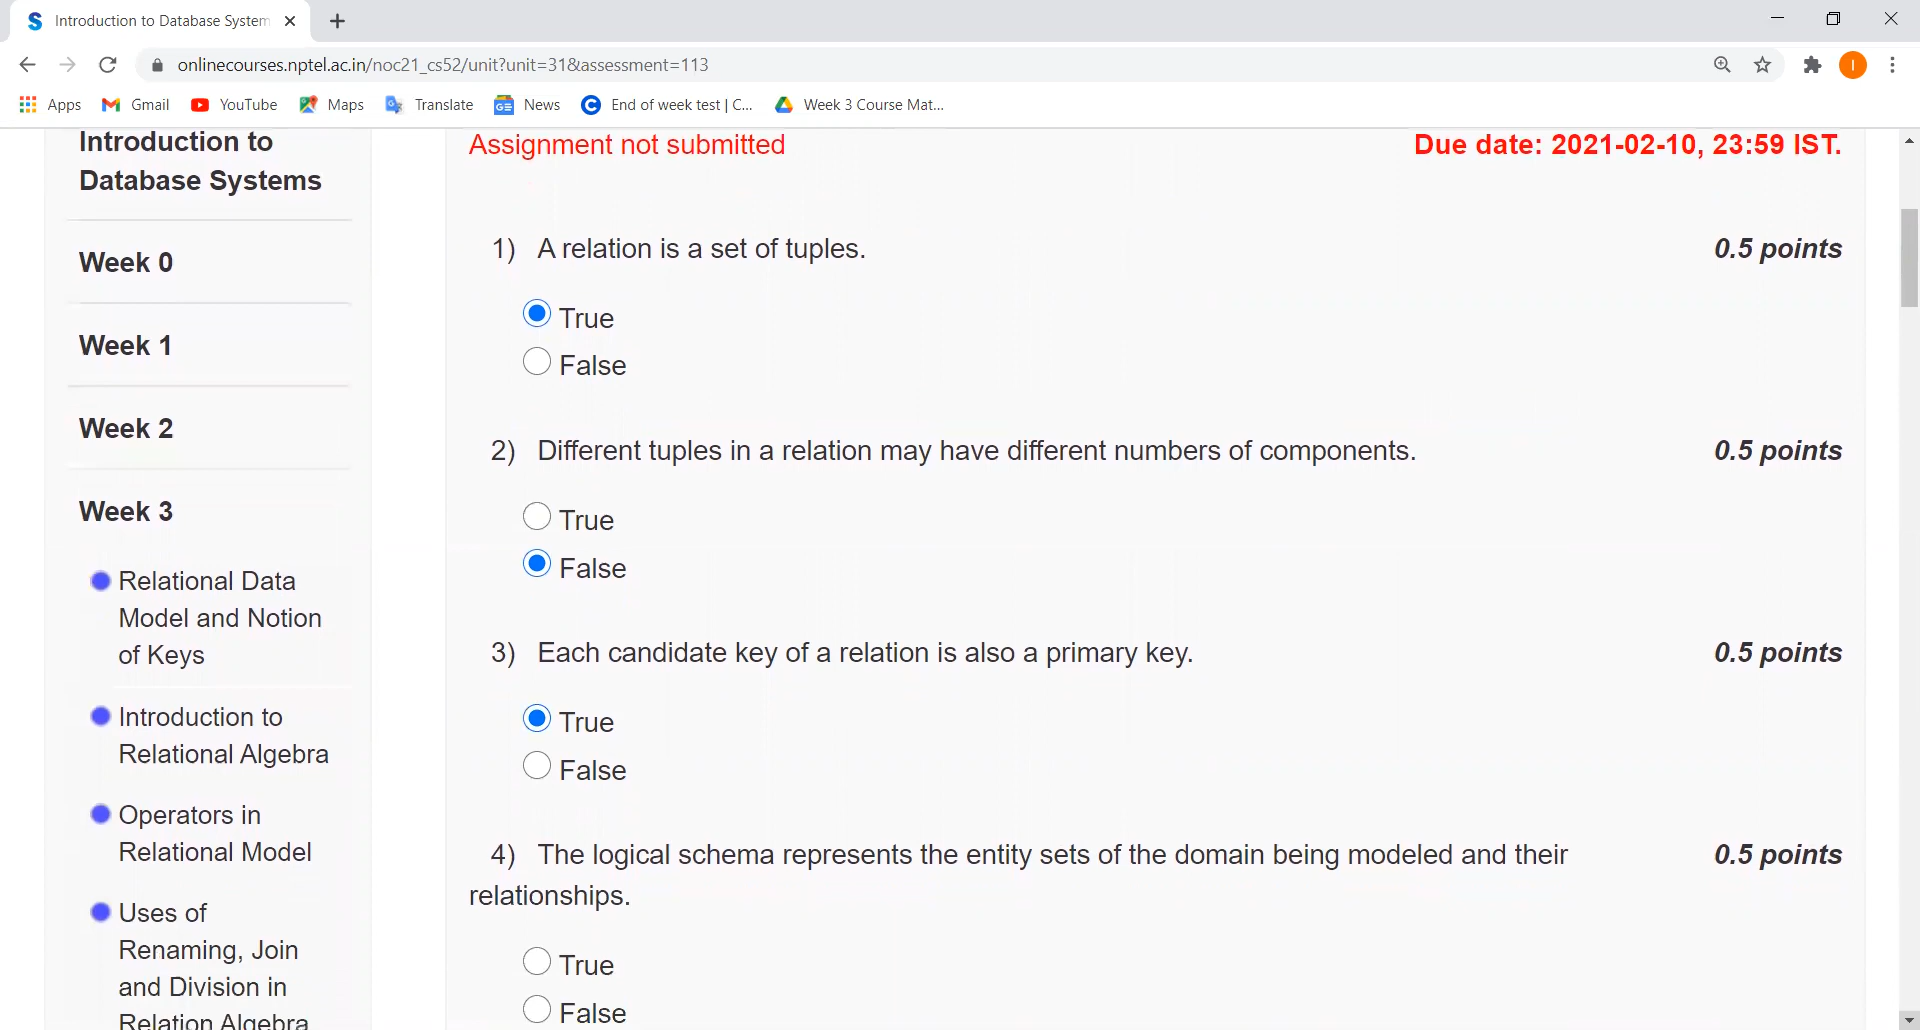 Introduction to Database System
onlinecourses.nptel.ac.in/noc21_cs52/unit?unit=31&assessment=113
I
Apps
Gmail
YouTube
Maps
Translate
News
End of week test | C...
Week 3 Course Mat...
Introduction to
Database Systems
Week 0
Week 1
Week 2
Week 3
Relational Data
Model and Notion
of Keys
Introduction to
Relational Algebra
Operators in
Relational Model
Uses of
Renaming, Join
and Division in
Relation Algebra
Assignment not submitted
Due date: 2021-02-10, 23:59 IST.
1) A relation is a set of tuples.
0.5 points
True
False
2) Different tuples in a relation may have different numbers of components.
0.5 points
True
False
3) Each candidate key of a relation is also a primary key.
0.5 points
True
False
4) The logical schema represents the entity sets of the domain being modeled and their
0.5 points
relationships.
True
False